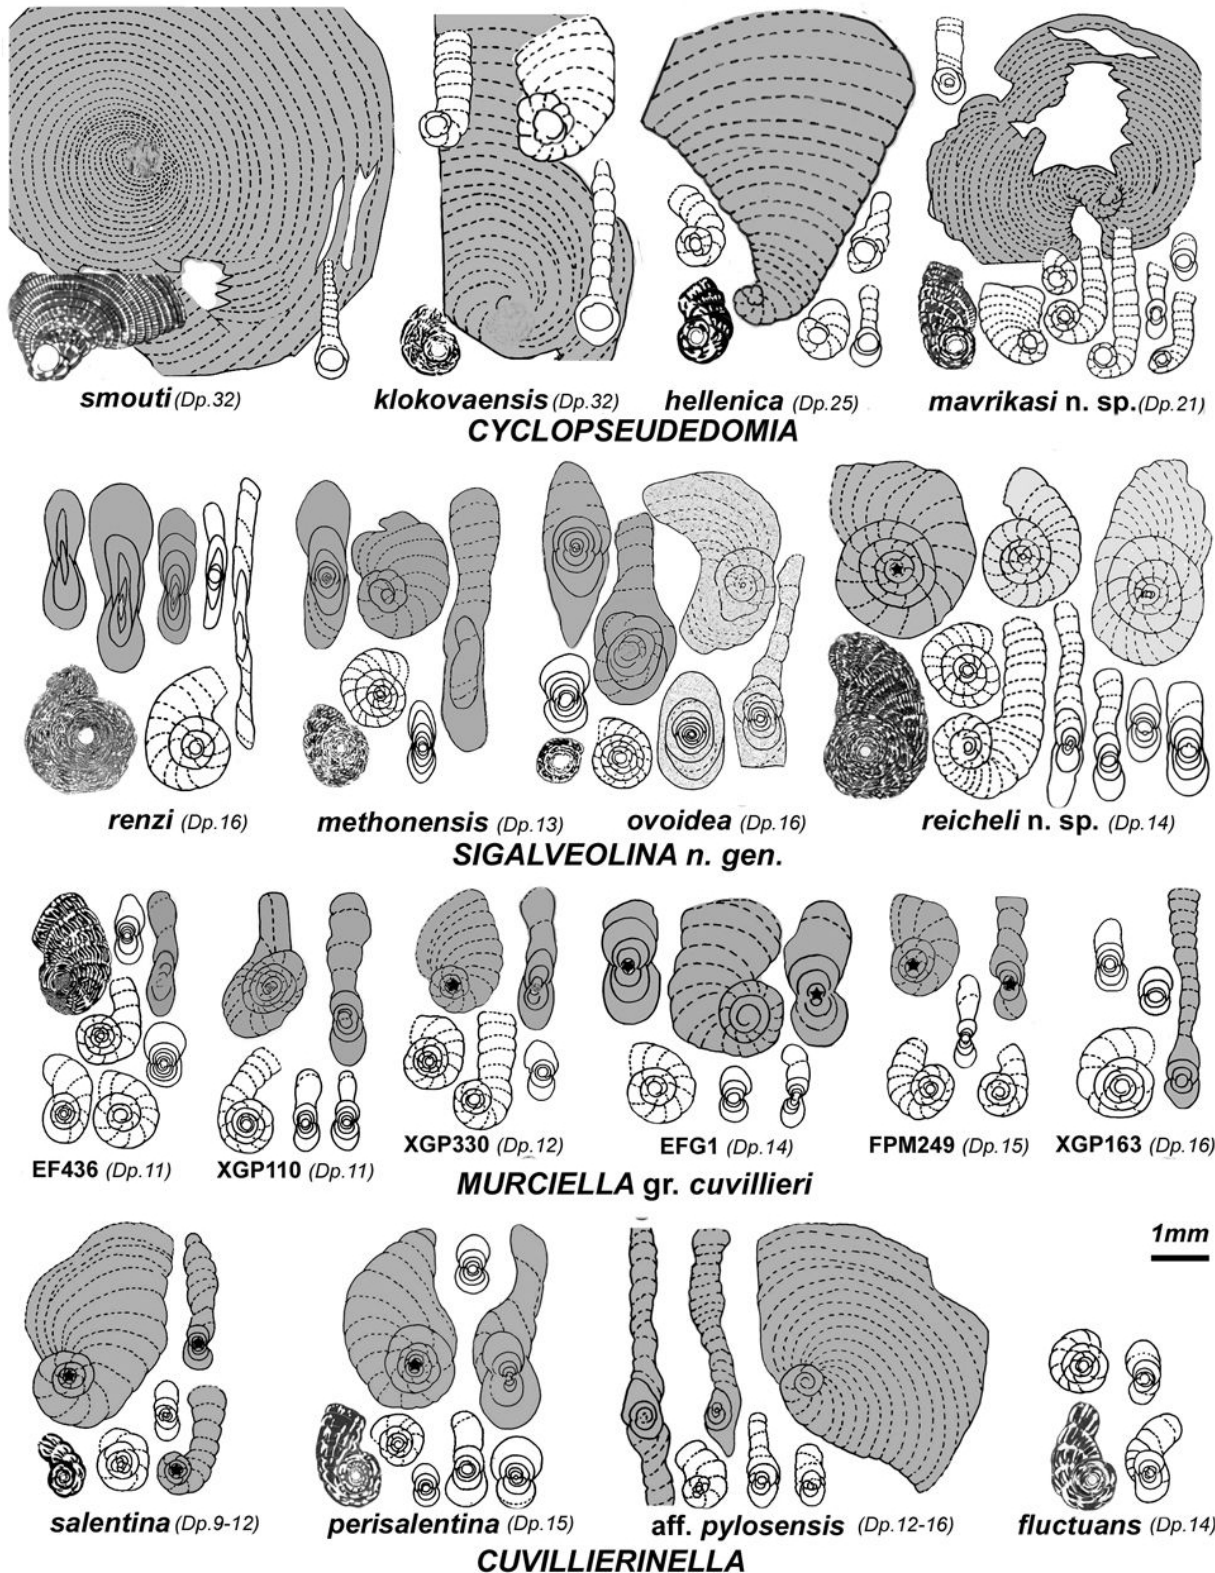 smouti (Dp.32) klokovaensis (Dp.32) hellenica (Dp.25) mavrikasi n. sp. (Dp.21)
CYCLOPSEUDEDOMIA
renzi (Dp.16) methonensis (Dp.13) ovoidea (Dp.16) reicheli n. sp. (Dp.14)
SIGALVEOLINA n. gen.
EF436 (Dp.11) XGP110 (Dp.11) XGP330 (Dp.12) EFG1 (Dp.14) FPM249 (Dp.15) XGP163 (Dp.16)
MURCIELLA gr. cuvillieri
1mm
salentina (Dp.9-12) perisalentina (Dp.15) aff. pylosensis (Dp.12-16) fluctuans (Dp.14)
CUVILLIERINELLA